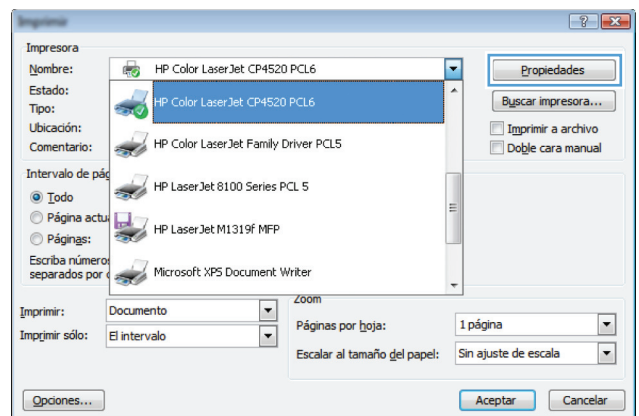 Imprimir
Impresora
Nombre: HP Color LaserJet CP4520 PCL6 Propiedades
Estado:
HP Color LaserJet CP4520 PCL6 Buscar impresora...
Tipo:
Ubicación: Imprimir a archivo
Comentario: HP Color LaserJet Family Driver PCL5 Doble cara manual
Intervalo de pág
HP LaserJet 8100 Series PCL 5
Todo
Página actu
HP LaserJet M1319f MFP
Páginas:
Escriba números
separados por Microsoft XPS Document Writer
Imprimir: Documento Zoom
Páginas por hoja: 1 página
Imprimir sólo: El intervalo
Escalar al tamaño del papel: Sin ajuste de escala
Opciones... Aceptar Cancelar